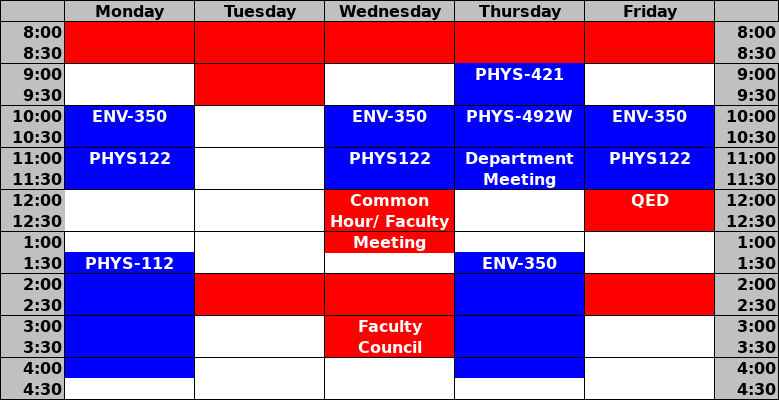 Monday Tuesday Wednesday Thursday Friday
8:00 8:00
8:30 8:30
9:00 PHYS-421 9:00
9:30 9:30
10:00 ENV-350 ENV-350 PHYS-492W ENV-350 10:00
10:30 10:30
11:00 PHYS122 PHYS122 Department PHYS122 11:00
11:30 Meeting 11:30
12:00 Common QED 12:00
12:30 Hour/ Faculty 12:30
1:00 Meeting 1:00
1:30 PHYS-112 ENV-350 1:30
2:00 2:00
2:30 2:30
3:00 Faculty 3:00
3:30 Council 3:30
4:00 4:00
4:30 4:30